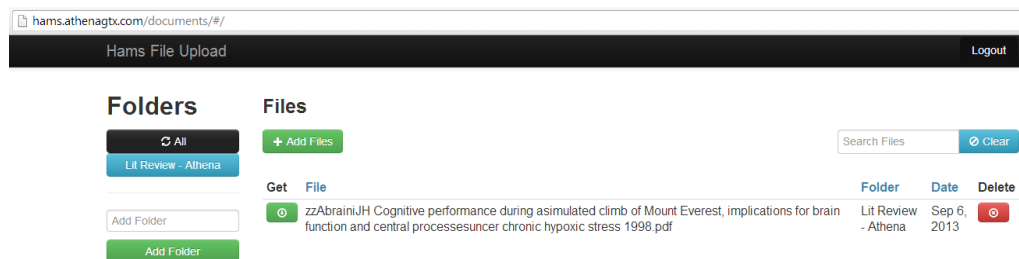 hams.athenagtx.com/documents/#/
Hams File Upload
Logout
Folders
All
Lit Review - Athena
Add Folder
Add Folder
Files
Add Files
Search Files
Clear
Get File Folder Date Delete
zzAbrainiJH Cognitive performance during asimulated climb of Mount Everest, implications for brain
function and central processesuncer chronic hypoxic stress 1998.pdf
Lit Review
- Athena
Sep 6,
2013